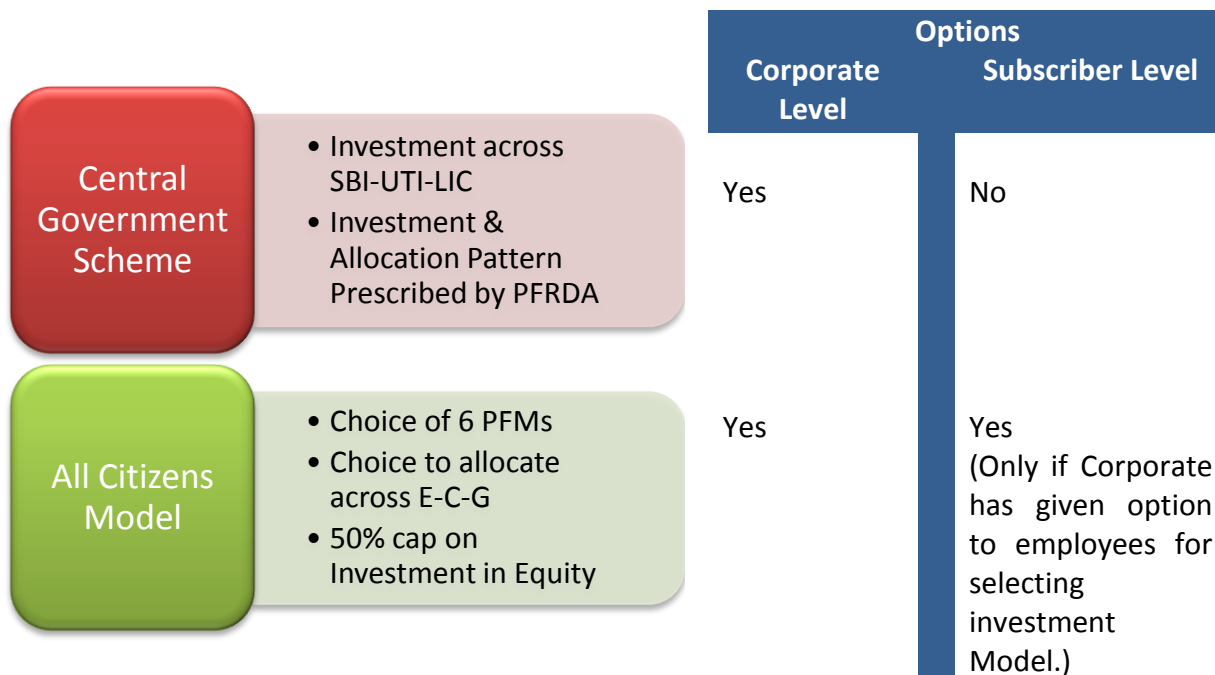 Options
Corporate
Level
Subscriber Level
Central
Government
Scheme
• Investment across
SBI-UTI-LIC
• Investment &
Allocation Pattern
Prescribed by PFRDA
Yes
No
All Citizens
Model
• Choice of 6 PFMs
• Choice to allocate
across E-C-G
• 50% cap on
Investment in Equity
Yes
Yes
(Only if Corporate
has given option
to employees for
selecting
investment
Model.)